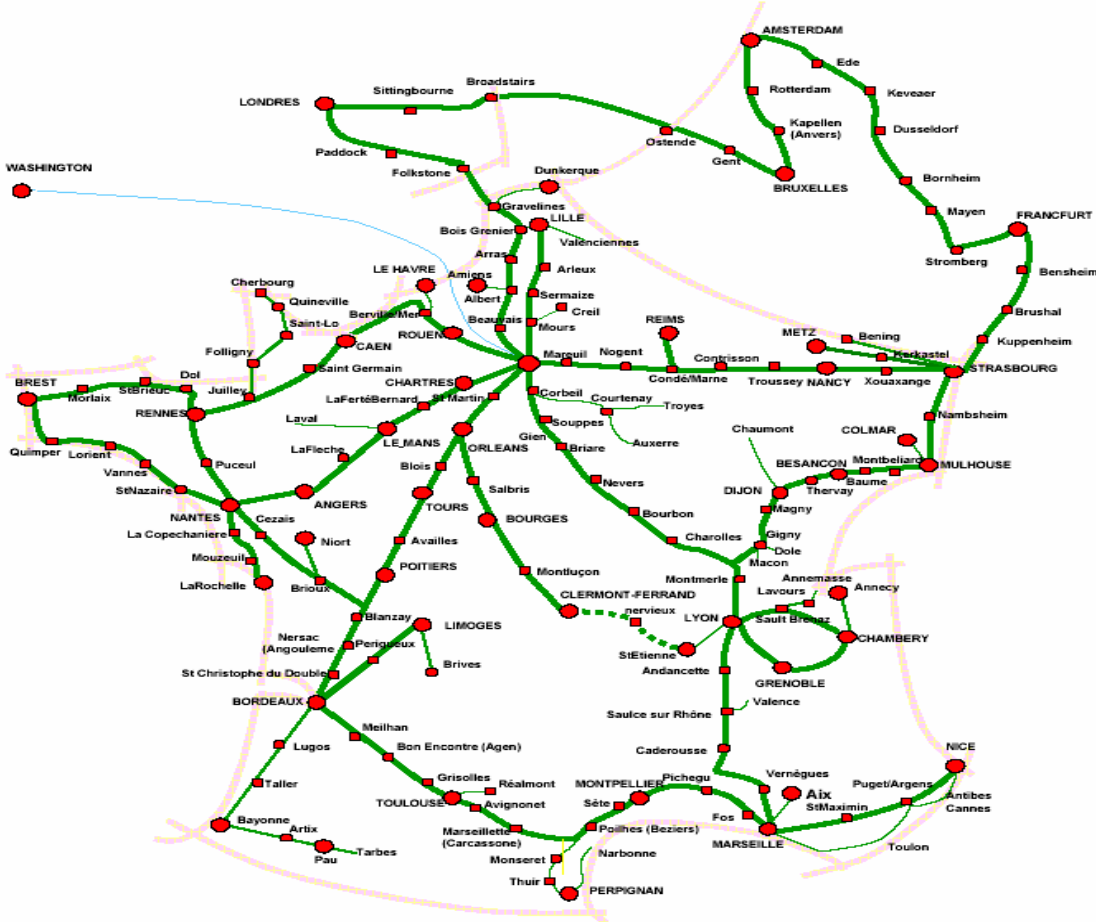 AMSTERDAM
Ede
Broadstairs
Sittingbourne
Rotterdam
Keveaer
LONDRES
Kapellen
(Anvers)
Dusseldorf
Ostende
Paddock
Gent
WASHINGTON
Folkstone
Dunkerque
BRUXELLES
Bornheim
Gravelines
LILLE
Mayen
FRANCFURT
Bois Grenier
Valenciennes
Arras
Stromberg
LE HAVRE
Amiens
Arleux
Bensheim
Cherbourg
Albert
Sermaize
Quineville
Berville/Mer
Creil
Brushal
Saint-Lo
Beauvais
Mours
REIMS
METZ
ROUEN
Bening
Kuppenheim
CAEN
Folligny
Mareuil
Nogent
Contrisson
Kerkastel
STRASBOURG
Saint Germain
Condé/Marne
Troussey
NANCY
Xouaxange
Dol
CHARTRES
BREST
StBrieuc
Juilley
St Martin
Corbeil
Courtenay
Morlaix
LaFertéBernard
Troyes
RENNES
Nambsheim
Laval
Souppes
Chaumont
COLMAR
LE MANS
ORLEANS
Gien
Auxerre
Quimper
Lorient
LaFleche
Briare
Montbeliard
Puceul
Blois
BESANCON
MULHOUSE
Vannes
Salbris
Nevers
Baume
StNazaire
DIJON
Thervay
ANGERS
TOURS
NANTES
Cezais
BOURGES
Bourbon
Magny
La Copechaniere
Niort
Availles
Charolles
Gigny
Dole
Mouzeuil
Macon
Montluçon
Montmerle
LaRochelle
Brioux
POITIERS
Annemasse
Annecy
CLERMONT-FERRAND
Lavours
nervieux
LYON
Sault Brenaz
Blanzay
LIMOGES
Nersac
(Angouleme
Perigueux
CHAMBERY
StEtienne
St Christophe du Double
Brives
Andancette
GRENOBLE
BORDEAUX
Valence
Saulce sur Rhône
Meilhan
Lugos
Bon Encontre (Agen)
Caderousse
NICE
Grisolles
Réalmont
MONTPELLIER
Pichegu
Vernégues
Puget/Argens
Taller
Aix
Antibes
TOULOUSE
Avignonet
Sête
StMaximin
Cannes
Bayonne
Artix
Marseillette
(Carcassone)
Poilhes (Beziers)
Fos
MARSEILLE
Toulon
Pau
Tarbes
Monseret
Narbonne
Thuir
PERPIGNAN